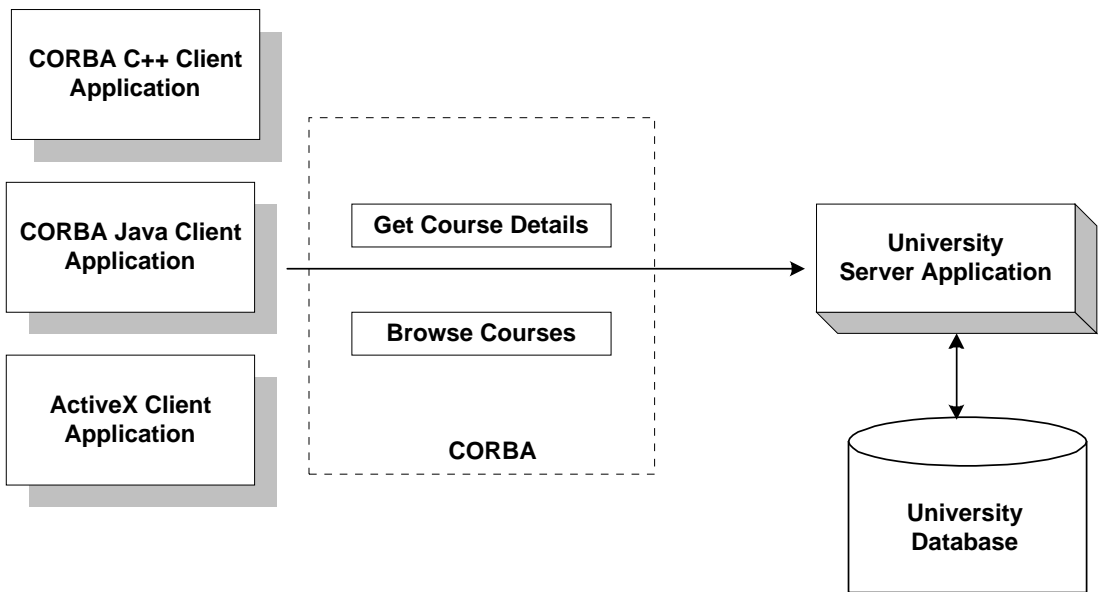 CORBA C++ Client
Application
CORBA Java Client
Application
ActiveX Client
Application
Get Course Details
Browse Courses
CORBA
University
Server Application
University
Database